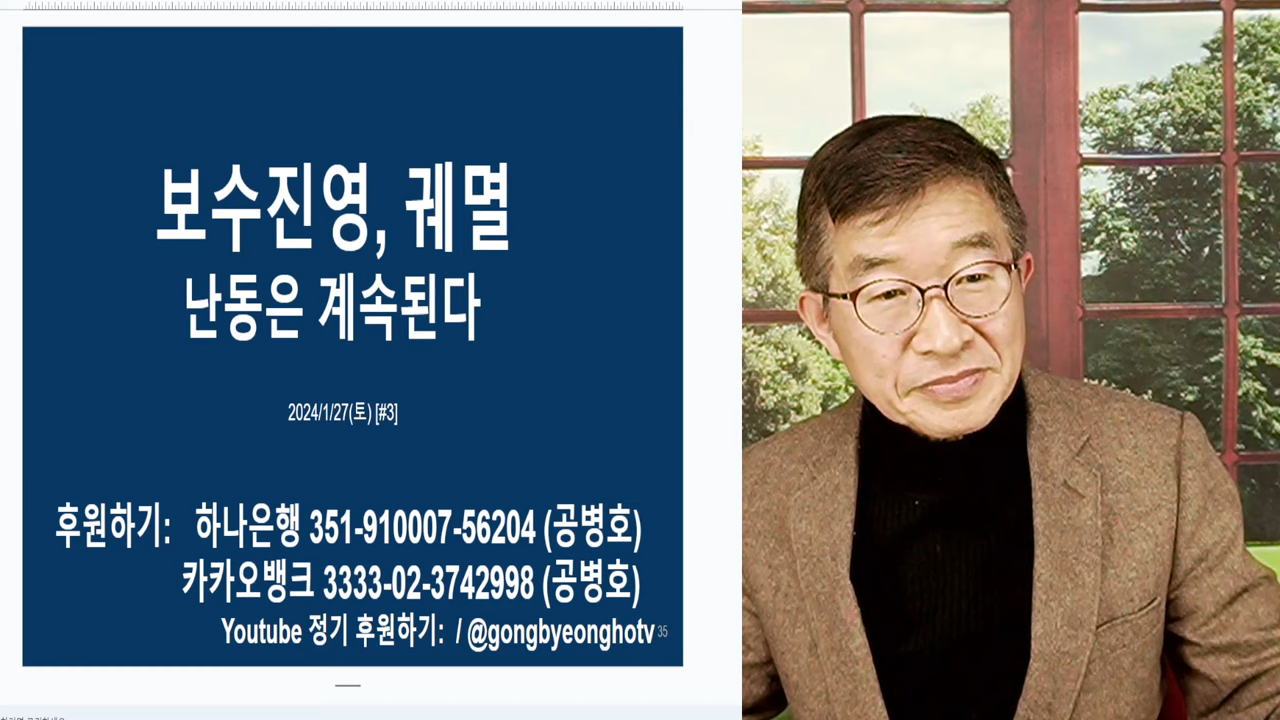 보수진영, 궤멸
난동은 계속된다
2024/1/27(토) [#3]
후원하기: 하나은행 351-910007-56204 (공병호)
카카오뱅크 3333-02-3742998 (공병호)
Youtube 정기 후원하기: / @gongbyeonghotv
35